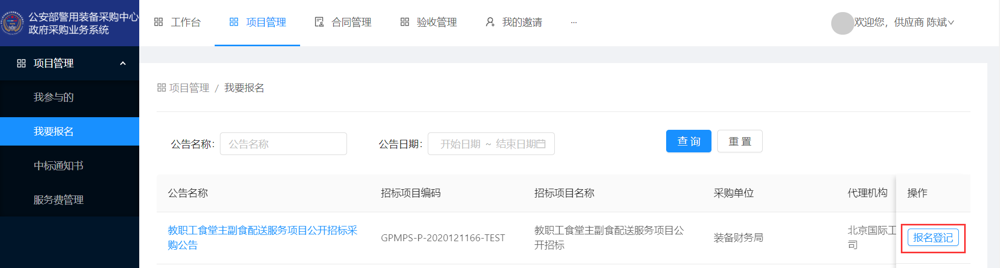 公安部警用装备采购中心
政府采购业务系统
工作台
项目管理
合同管理
验收管理
我的邀请
...
欢迎您，供应商 陈斌
项目管理
我参与的
我要报名
中标通知书
服务费管理
项目管理 / 我要报名
公告名称：
公告名称
公告日期：
开始日期 ~ 结束日期
查 询
重 置
公告名称
招标项目编码
招标项目名称
采购单位
代理机构
操作
教职工食堂主副食配送服务项目公开招标采
购公告
GPMPS-P-2020121166-TEST
教职工食堂主副食配送服务项目公
开招标
装备财务局
北京国际工
司
报名登记